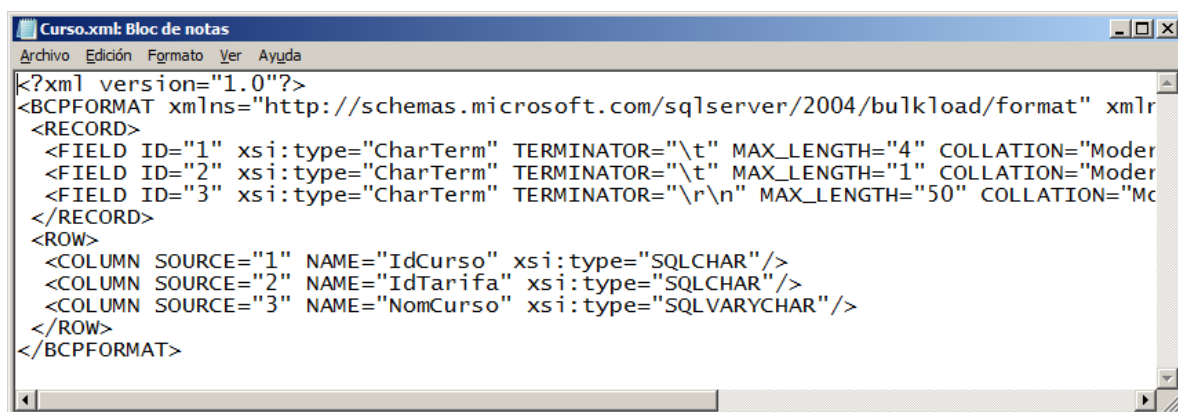 Curso.xml: Bloc de notas
Archivo Edición Formato Ver Ayuda
<?xml version="1.0"?>
<BCPFORMAT xmlns="http://schemas.microsoft.com/sqlserver/2004/bulkload/format" xmlr
<RECORD>
<FIELD ID="1" xsi:type="CharTerm" TERMINATOR="\t" MAX_LENGTH="4" COLLATION="Moder
<FIELD ID="2" xsi:type="CharTerm" TERMINATOR="\t" MAX_LENGTH="1" COLLATION="Moder
<FIELD ID="3" xsi:type="CharTerm" TERMINATOR="\r\n" MAX_LENGTH="50" COLLATION="Mo
</RECORD>
<ROW>
<COLUMN SOURCE="1" NAME="IdCurso" xsi:type="SQLCHAR"/>
<COLUMN SOURCE="2" NAME="IdTarifa" xsi:type="SQLCHAR"/>
<COLUMN SOURCE="3" NAME="NomCurso" xsi:type="SQLVARYCHAR"/>
</ROW>
</BCPFORMAT>